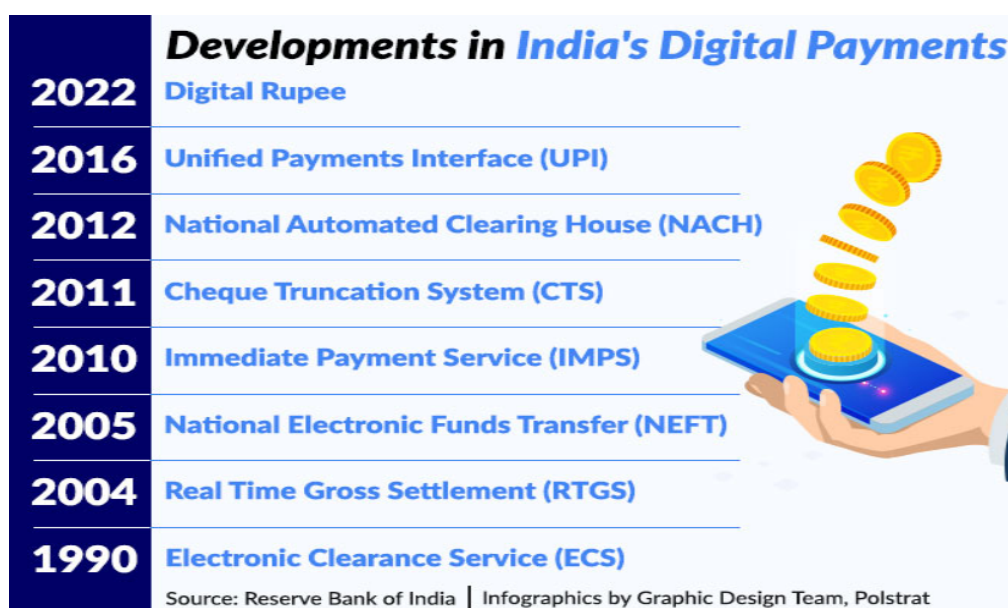 Developments in India's Digital Payments
2022 Digital Rupee
2016 Unified Payments Interface (UPI)
2012 National Automated Clearing House (NACH)
2011 Cheque Truncation System (CTS)
2010 Immediate Payment Service (IMPS)
2005 National Electronic Funds Transfer (NEFT)
2004 Real Time Gross Settlement (RTGS)
1990 Electronic Clearance Service (ECS)
Source: Reserve Bank of India | Infographics by Graphic Design Team, Polstrat